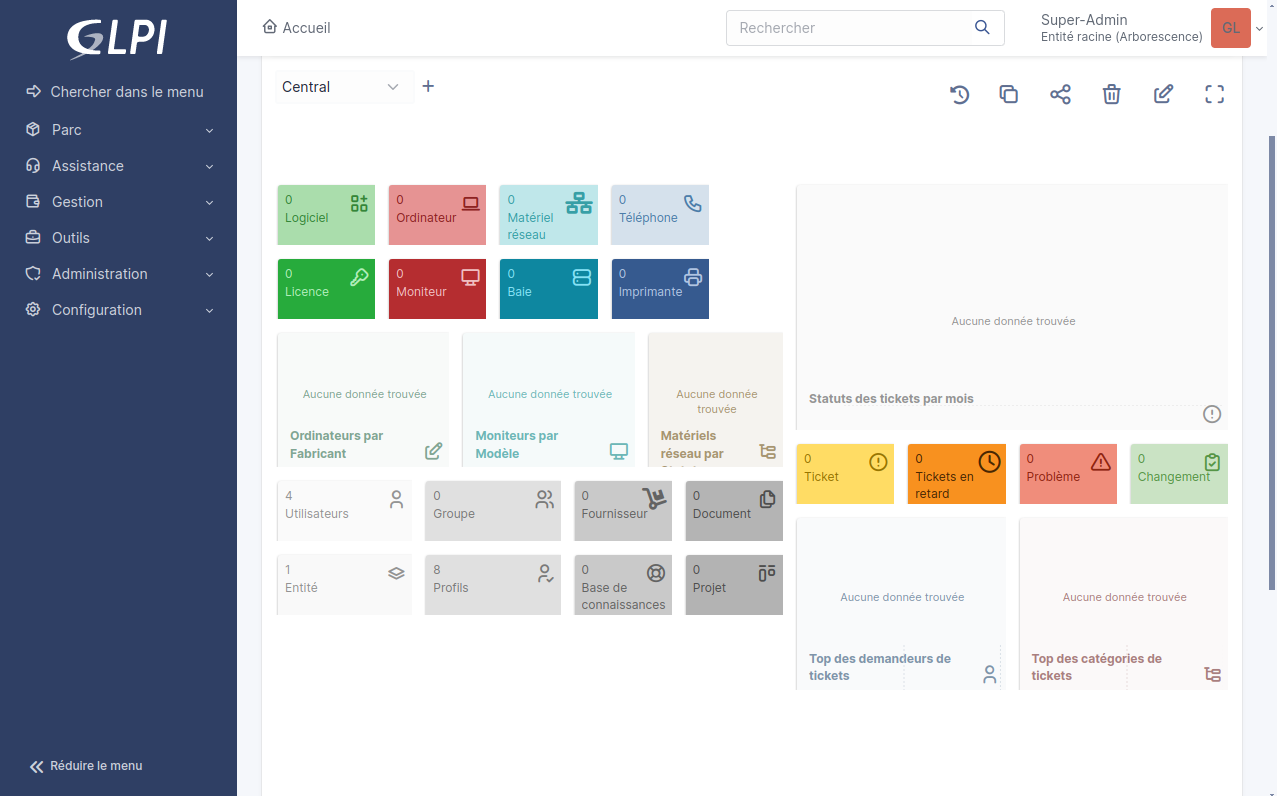 GLPI
Accueil
Rechercher
Super-Admin
Entité racine (Arborescence)
GL
Chercher dans le menu
Parc
Assistance
Gestion
Outils
Administration
Configuration
Réduire le menu
Central
0
Logiciel
0
Ordinateur
0
Matériel
réseau
0
Téléphone
0
Licence
0
Moniteur
0
Baie
0
Imprimante
Aucune donnée trouvée
Ordinateurs par
Fabricant
Aucune donnée trouvée
Moniteurs par
Modèle
Aucune donnée
trouvée
Matériels
réseau par
4
Utilisateurs
0
Groupe
0
Fournisseur
0
Document
1
Entité
8
Profils
0
Base de
connaissances
0
Projet
Aucune donnée trouvée
Statuts des tickets par mois
0
Ticket
0
Tickets en
retard
0
Problème
0
Changement
Aucune donnée trouvée
Top des demandeurs de
tickets
Aucune donnée trouvée
Top des catégories de
tickets